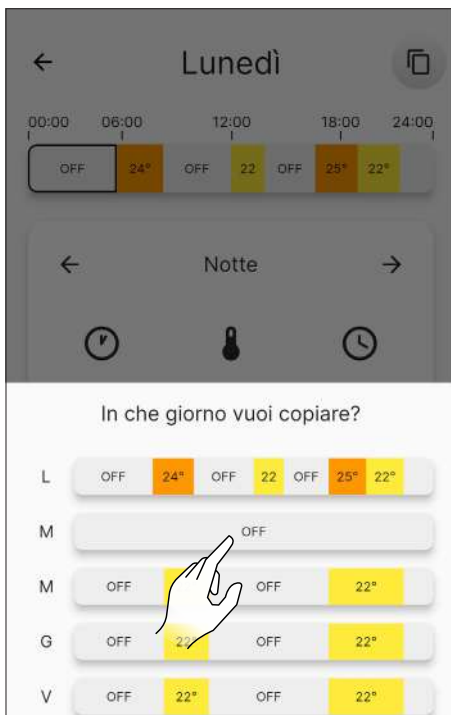 Lunedì
00:00 06:00 12:00 18:00 24:00
OFF 24° OFF 22 OFF 25° 22°
Notte
In che giorno vuoi copiare?
L OFF 24° OFF 22 OFF 25° 22°
M OFF
M OFF OFF 22°
G OFF 22° OFF 22°
V OFF 22° OFF 22°